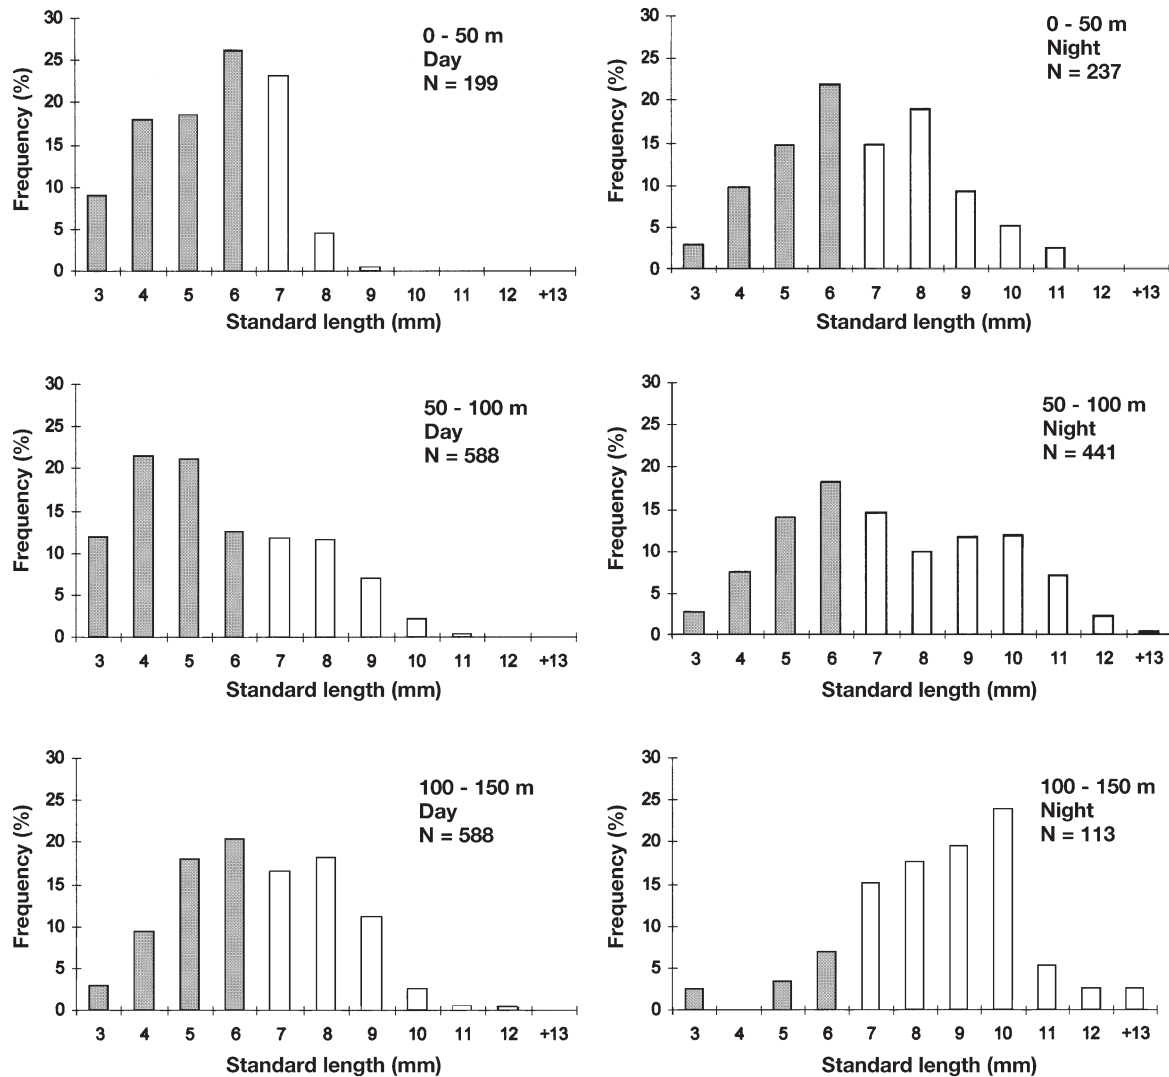 30
25
20
15
10
5
0
Frequency (%)
0 - 50 m
Day
N = 199
3 4 5 6 7 8 9 10 11 12 +13
Standard length (mm)
30
25
20
15
10
5
0
Frequency (%)
0 - 50 m
Night
N = 237
3 4 5 6 7 8 9 10 11 12 +13
Standard length (mm)
30
25
20
15
10
5
0
Frequency (%)
50 - 100 m
Day
N = 588
3 4 5 6 7 8 9 10 11 12 +13
Standard length (mm)
30
25
20
15
10
5
0
Frequency (%)
50 - 100 m
Night
N = 441
3 4 5 6 7 8 9 10 11 12 +13
Standard length (mm)
30
25
20
15
10
5
0
Frequency (%)
100 - 150 m
Day
N = 588
3 4 5 6 7 8 9 10 11 12 +13
Standard length (mm)
30
25
20
15
10
5
0
Frequency (%)
100 - 150 m
Night
N = 113
3 4 5 6 7 8 9 10 11 12 +13
Standard length (mm)